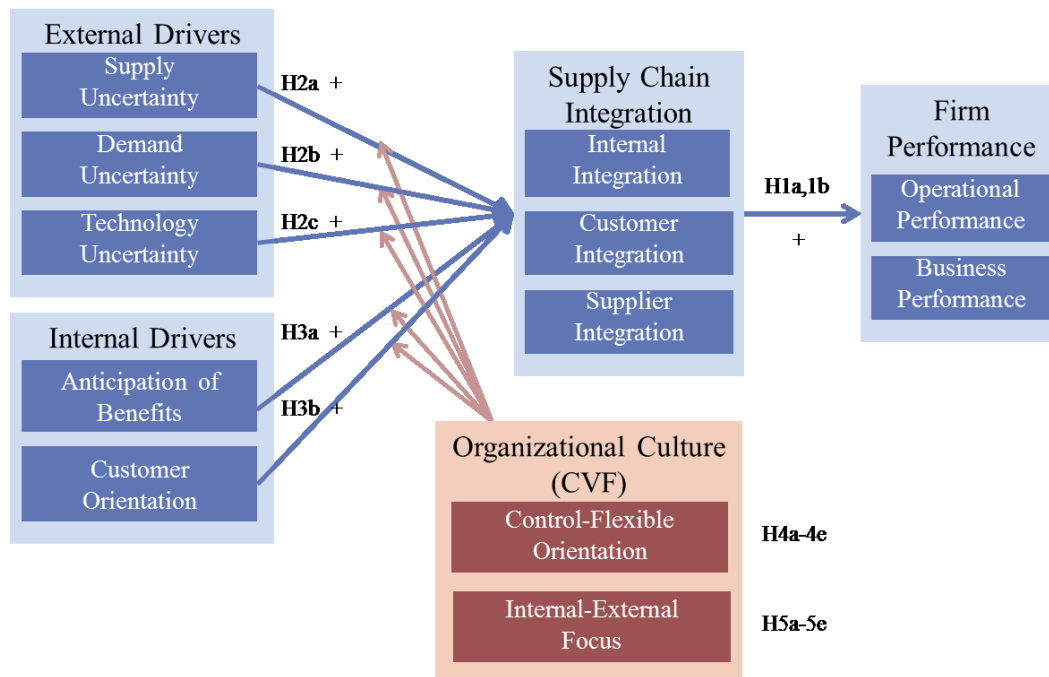 External Drivers
Supply
Uncertainty
Demand
Uncertainty
Technology
Uncertainty
H2a +
H2b +
H2c +
Internal Drivers
Anticipation of
Benefits
Customer
Orientation
H3a +
H3b +
Supply Chain
Integration
Internal
Integration
Customer
Integration
Supplier
Integration
H1a,1b
+
Firm
Performance
Operational
Performance
Business
Performance
Organizational Culture
(CVF)
Control-Flexible
Orientation
Internal-External
Focus
H4a-4e
H5a-5e